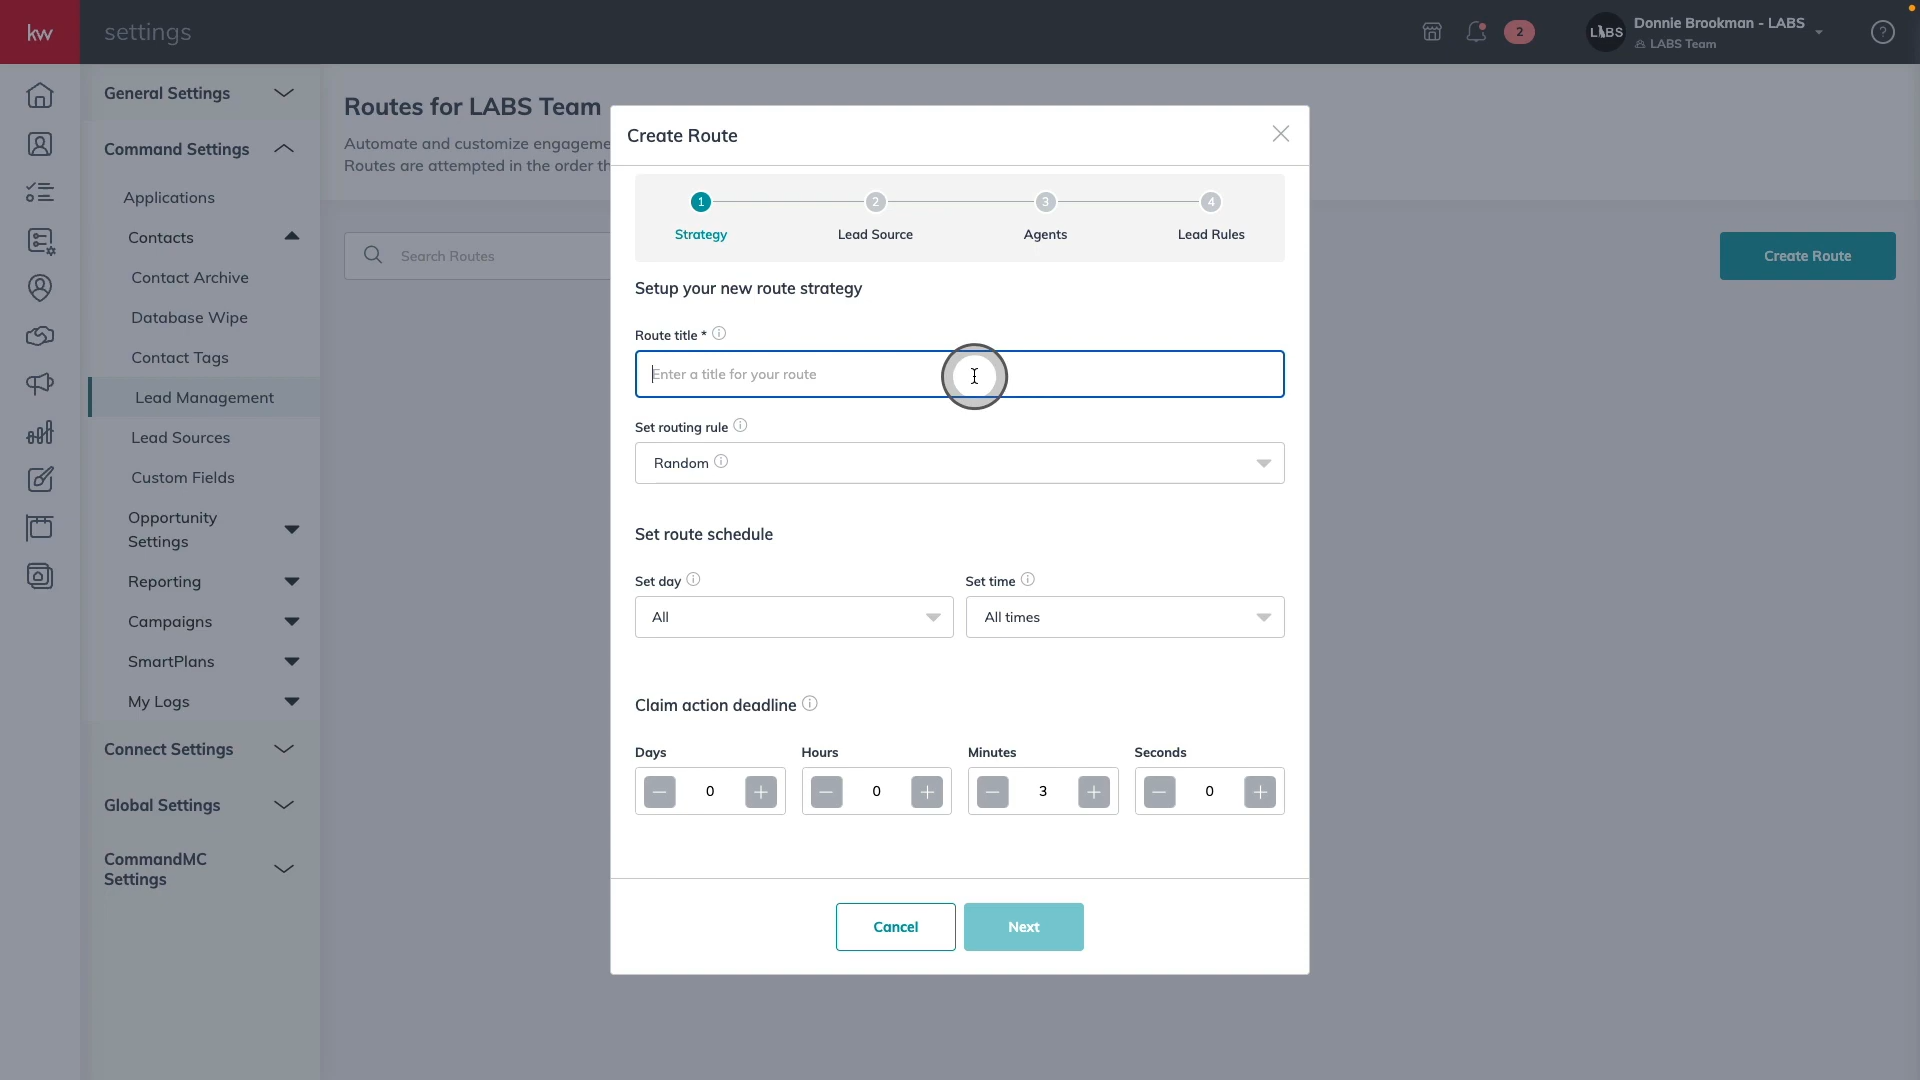 kw
settings
2
LABS
Donnie Brookman - LABS
LABS Team
?
General Settings
Command Settings
Applications
Contacts
Contact Archive
Database Wipe
Contact Tags
Lead Management
Lead Sources
Custom Fields
Opportunity
Settings
Reporting
Campaigns
SmartPlans
My Logs
Connect Settings
Global Settings
CommandMC
Settings
Routes for LABS Team
Automate and customize engageme
Routes are attempted in the order th
Search Routes
Create Route
Create Route
1
2
3
4
Strategy
Lead Source
Agents
Lead Rules
Setup your new route strategy
Route title *
Enter a title for your route
Set routing rule
Random
Set route schedule
Set day
Set time
All
All times
Claim action deadline
Days
Hours
Minutes
Seconds
0
0
3
0
Cancel
Next